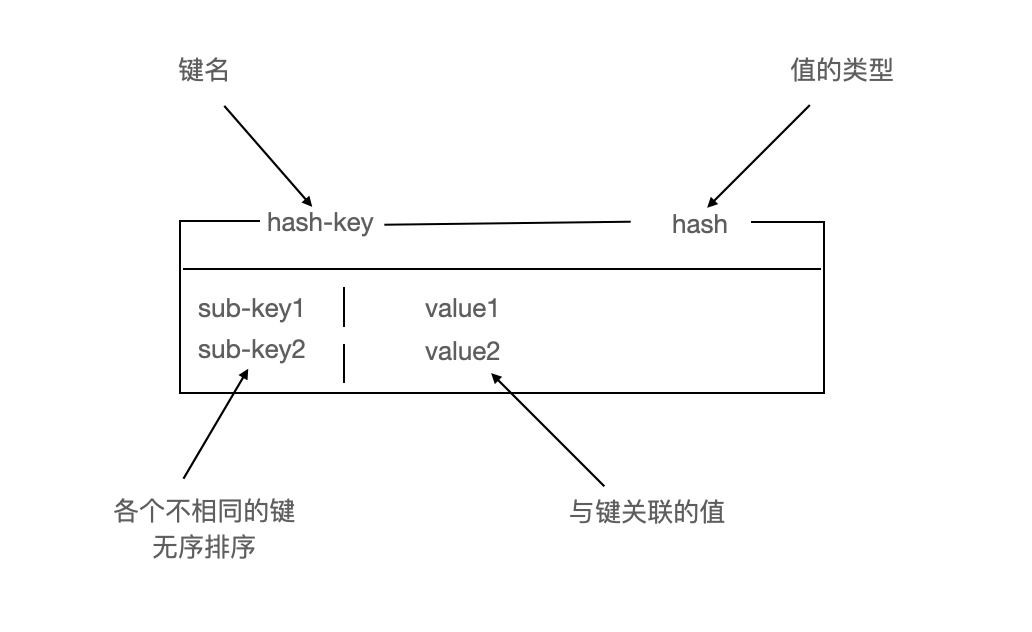 键名
值的类型
hash-key
hash
sub-key1
value1
sub-key2
value2
各个不相同的键
无序排序
与键关联的值